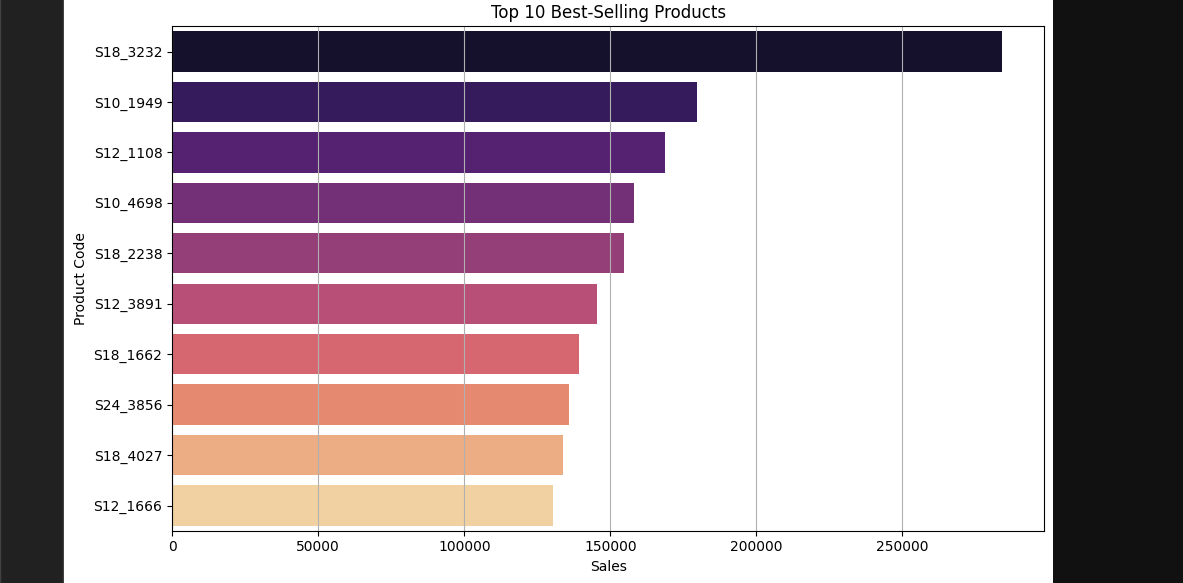 Top 10 Best-Selling Products
Product Code
S18_3232
S10_1949
S12_1108
S10_4698
S18_2238
S12_3891
S18_1662
S24_3856
S18_4027
S12_1666
0 50000 100000 150000 200000 250000
Sales